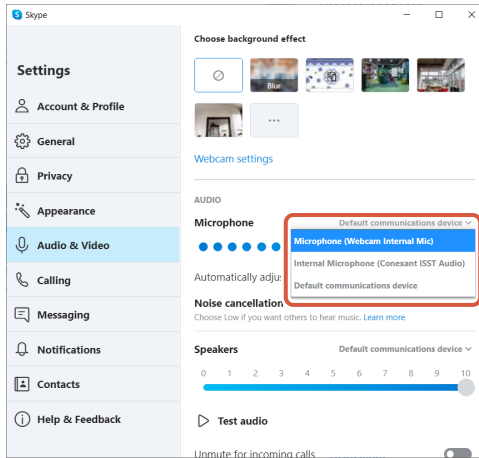 Skype
Choose background effect
Settings
Blur
Account & Profile
General
Webcam settings
Privacy
AUDIO
Appearance
Microphone Default communications device
Audio & Video
Microphone (Webcam Internal Mic)
Internal Microphone (Conexant ISST Audio)
Automatically adju
Default communications device
Calling
Noise cancellation
Choose Low if you want others to hear music. Learn more
Messaging
Notifications
Speakers Default communications device
0 1 2 3 4 5 6 7 8 9 10
Contacts
Help & Feedback
Test audio
Unmute for incoming calls